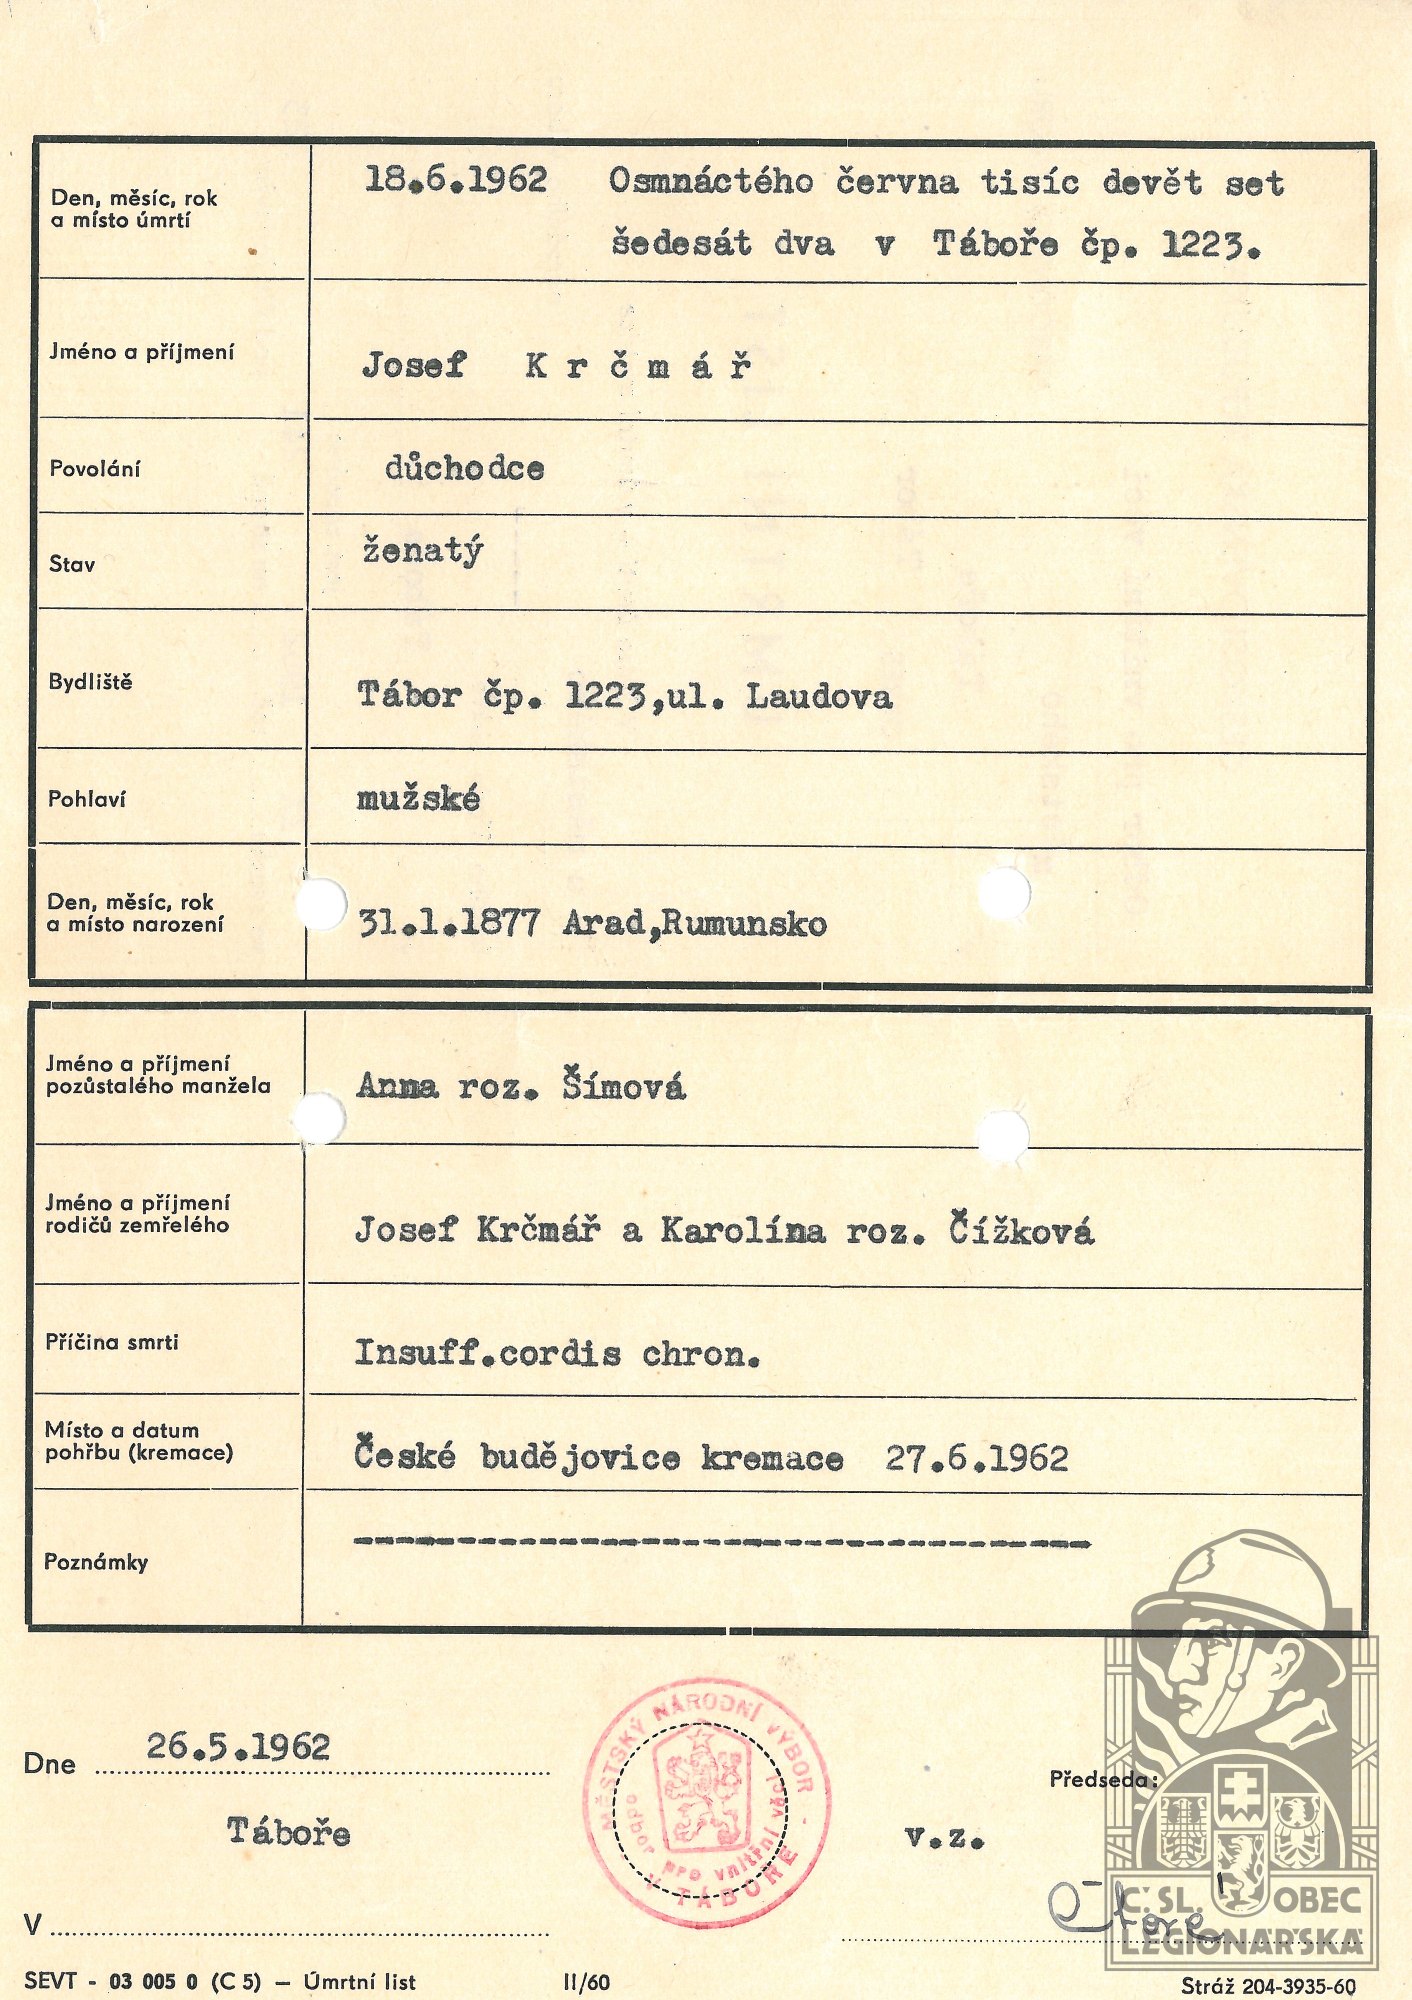 Den, měsíc, rok
a místo úmrtí
18.6.1962 Osmnáctého června tisíc devět set
šedesát dva v Táboře čp. 1223.
Jméno a příjmení
Josef K r č m á ř
Povolání
důchodce
Stav
ženatý
Bydliště
Tábor čp. 1223,ul. Laudova
Pohlaví
mužské
Den, měsíc, rok
a místo narození
31.1.1877 Arad,Rumunsko
Jméno a příjmení
pozůstalého manžela
Anna roz. Šímová
Jméno a příjmení
rodičů zemřelého
Josef Krčmář a Karolína roz. Čížková
Příčina smrti
Insuff.cordis chron.
Místo a datum
pohřbu (kremace)
České budějovice kremace 27.6.1962
Poznámky
Dne 26.5.1962
Táboře
V
MĚSTSKÝ NÁRODNÍ VÝBOR
V TÁBOŘE
odbor pro vnitřní věci
Předseda:
v.z.
Č. SL. OBEC
LEGIONÁŘSKÁ
SEVT - 03 005 0 (C 5) — Úmrtní list II/60 Stráž 204-3935-60